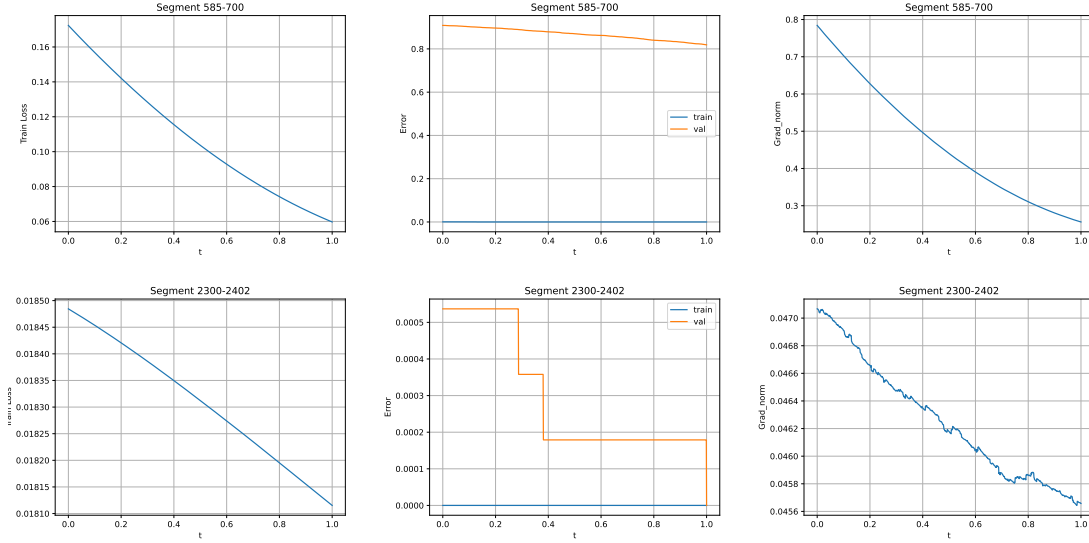 Segment 585-700
Train Loss
0.16
0.14
0.12
0.10
0.08
0.06
0.0 0.2 0.4 0.6 0.8 1.0
t
Segment 585-700
Error
0.8
0.6
0.4
0.2
0.0
train
val
0.0 0.2 0.4 0.6 0.8 1.0
t
Segment 585-700
Grad_norm
0.8
0.7
0.6
0.5
0.4
0.3
0.0 0.2 0.4 0.6 0.8 1.0
t
Segment 2300-2402
0.01850
0.01845
0.01840
0.01835
0.01830
0.01825
0.01820
0.01815
0.01810
0.0 0.2 0.4 0.6 0.8 1.0
t
Segment 2300-2402
Error
0.0005
0.0004
0.0003
0.0002
0.0001
0.0000
train
val
0.0 0.2 0.4 0.6 0.8 1.0
t
Segment 2300-2402
Grad_norm
0.0470
0.0468
0.0466
0.0464
0.0462
0.0460
0.0458
0.0456
0.0 0.2 0.4 0.6 0.8 1.0
t